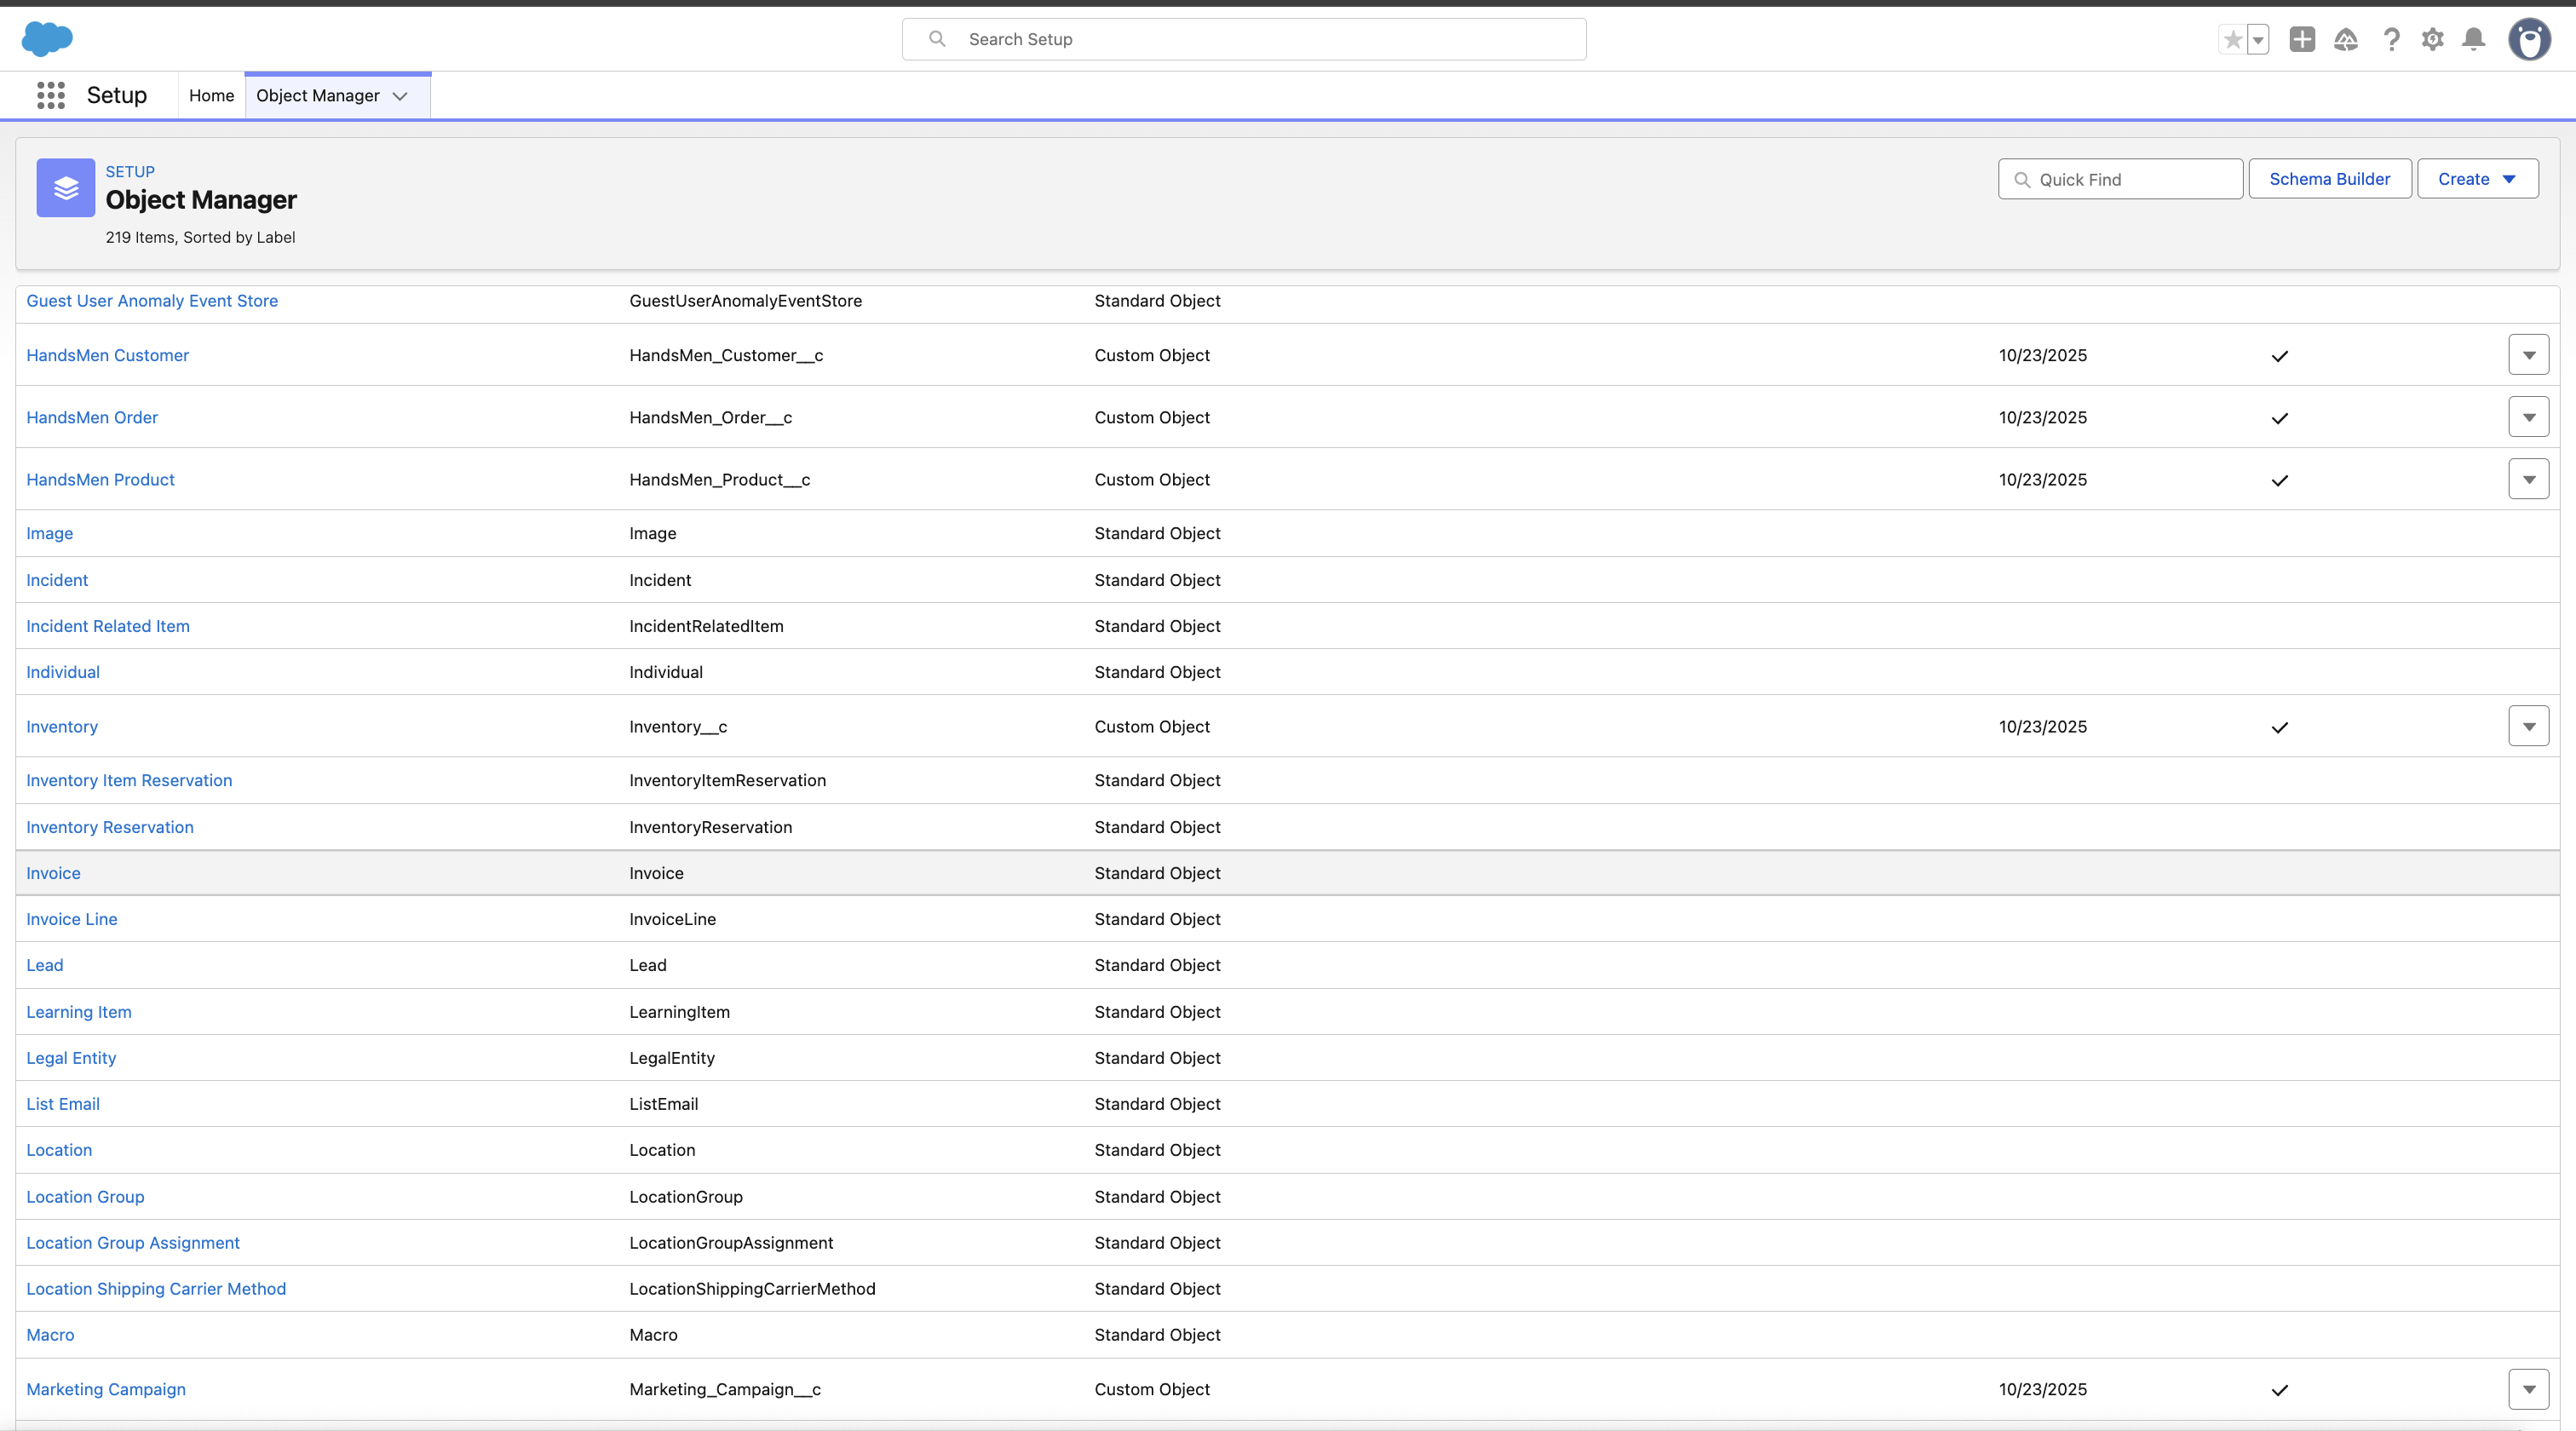 Search Setup
Setup Home Object Manager
SETUP
Object Manager
219 Items, Sorted by Label
Quick Find Schema Builder Create
Guest User Anomaly Event Store GuestUserAnomalyEventStore Standard Object
HandsMen Customer HandsMen_Customer__c Custom Object 10/23/2025
HandsMen Order HandsMen_Order__c Custom Object 10/23/2025
HandsMen Product HandsMen_Product__c Custom Object 10/23/2025
Image Image Standard Object
Incident Incident Standard Object
Incident Related Item IncidentRelatedItem Standard Object
Individual Individual Standard Object
Inventory Inventory__c Custom Object 10/23/2025
Inventory Item Reservation InventoryItemReservation Standard Object
Inventory Reservation InventoryReservation Standard Object
Invoice Invoice Standard Object
Invoice Line InvoiceLine Standard Object
Lead Lead Standard Object
Learning Item LearningItem Standard Object
Legal Entity LegalEntity Standard Object
List Email ListEmail Standard Object
Location Location Standard Object
Location Group LocationGroup Standard Object
Location Group Assignment LocationGroupAssignment Standard Object
Location Shipping Carrier Method LocationShippingCarrierMethod Standard Object
Macro Macro Standard Object
Marketing Campaign Marketing_Campaign__c Custom Object 10/23/2025